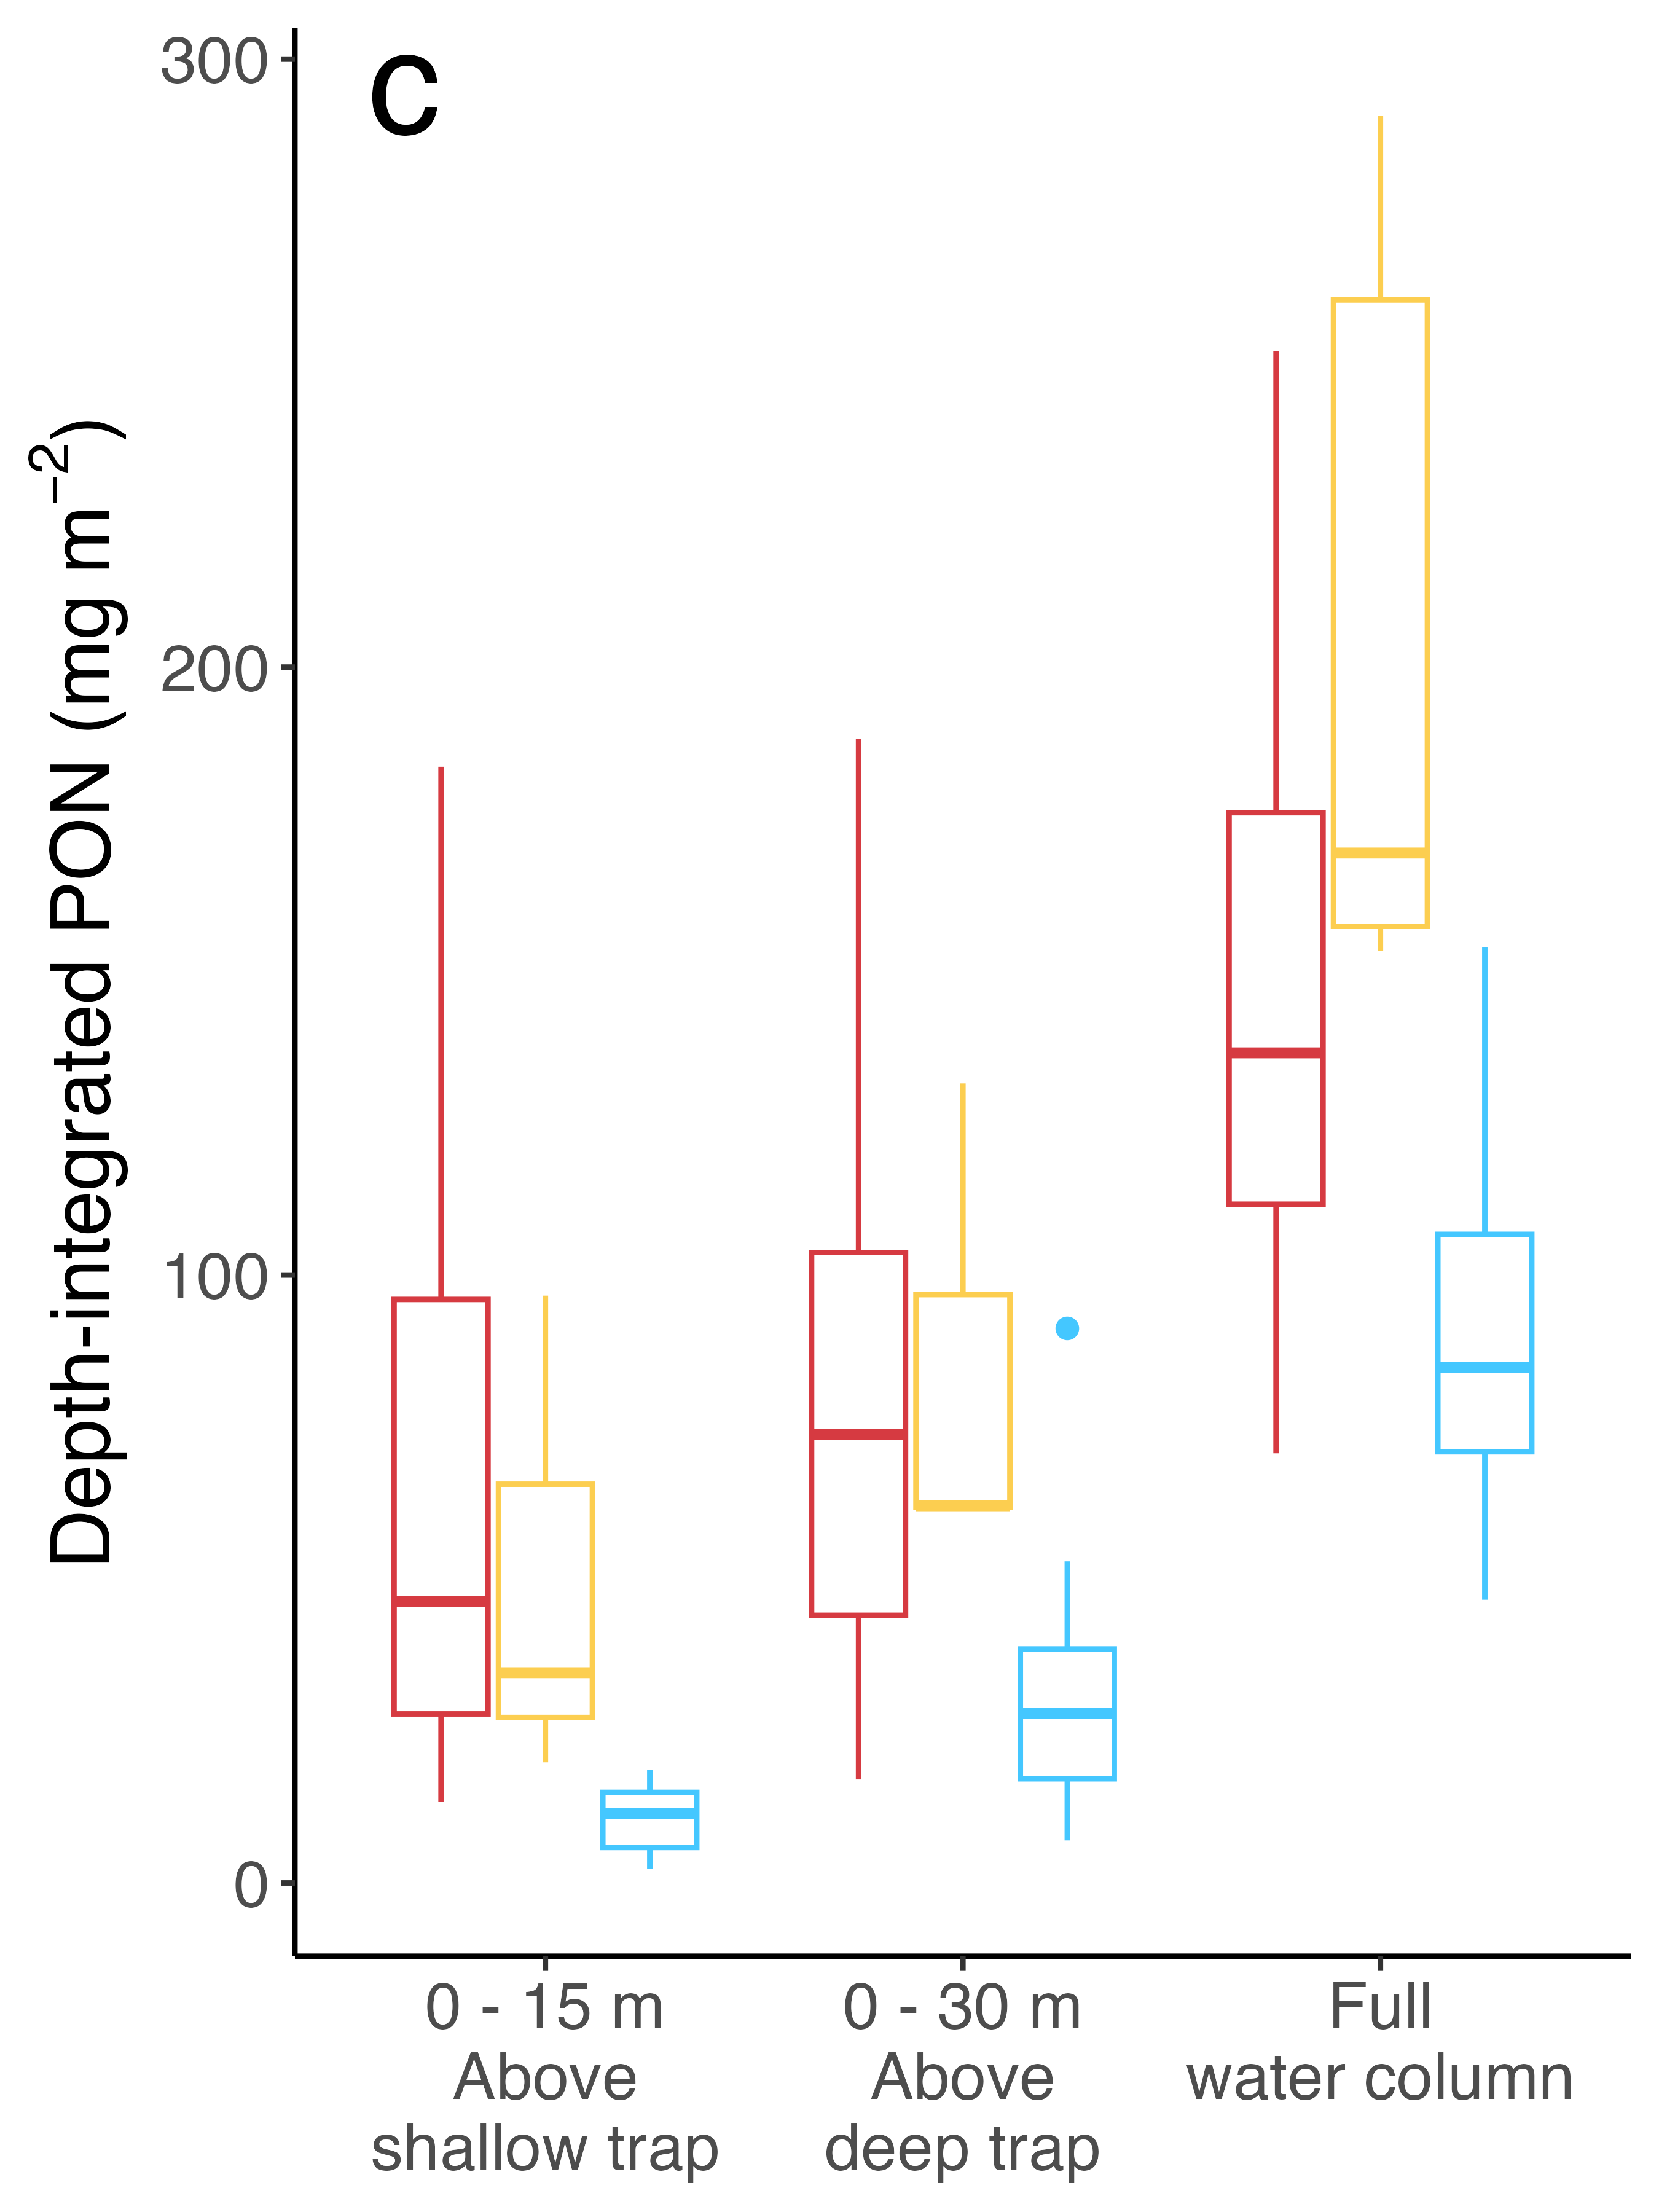 C
Depth-integrated PON (mg m⁻²)
300
200
100
0
0 - 15 m
Above
shallow trap
0 - 30 m
Above
deep trap
Full
water column